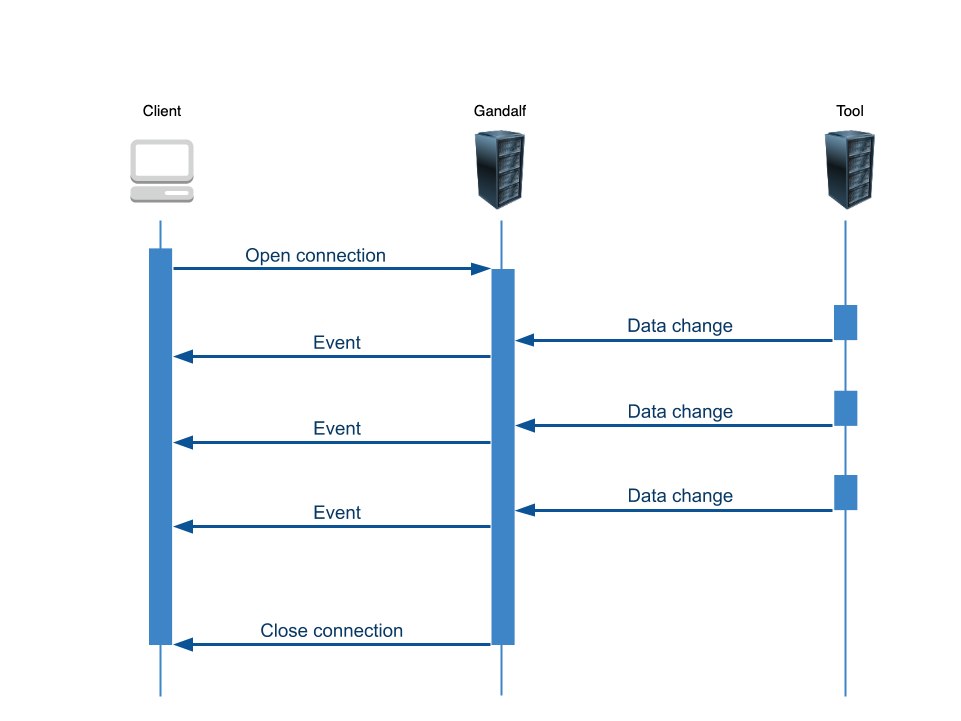 Client
Gandalf
Tool
Open connection
Data change
Event
Data change
Event
Data change
Event
Close connection